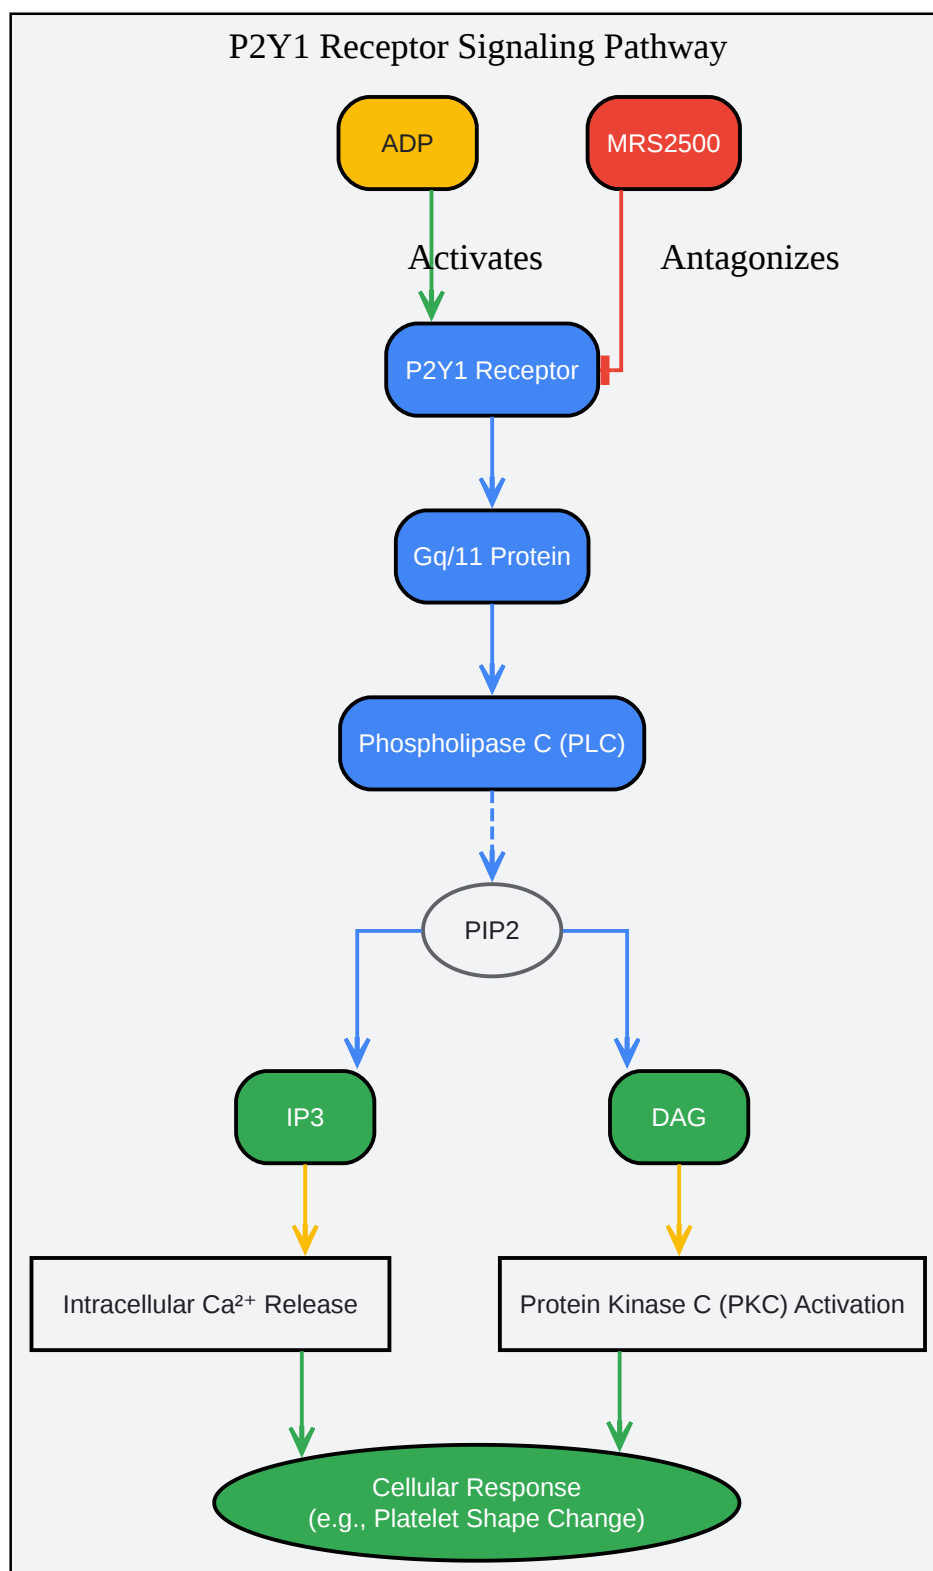 P2Y1 Receptor Signaling Pathway
ADP
MRS2500
Activates
Antagonizes
P2Y1 Receptor
Gq/11 Protein
Phospholipase C (PLC)
PIP2
IP3
DAG
Intracellular Ca²⁺ Release
Protein Kinase C (PKC) Activation
Cellular Response
(e.g., Platelet Shape Change)